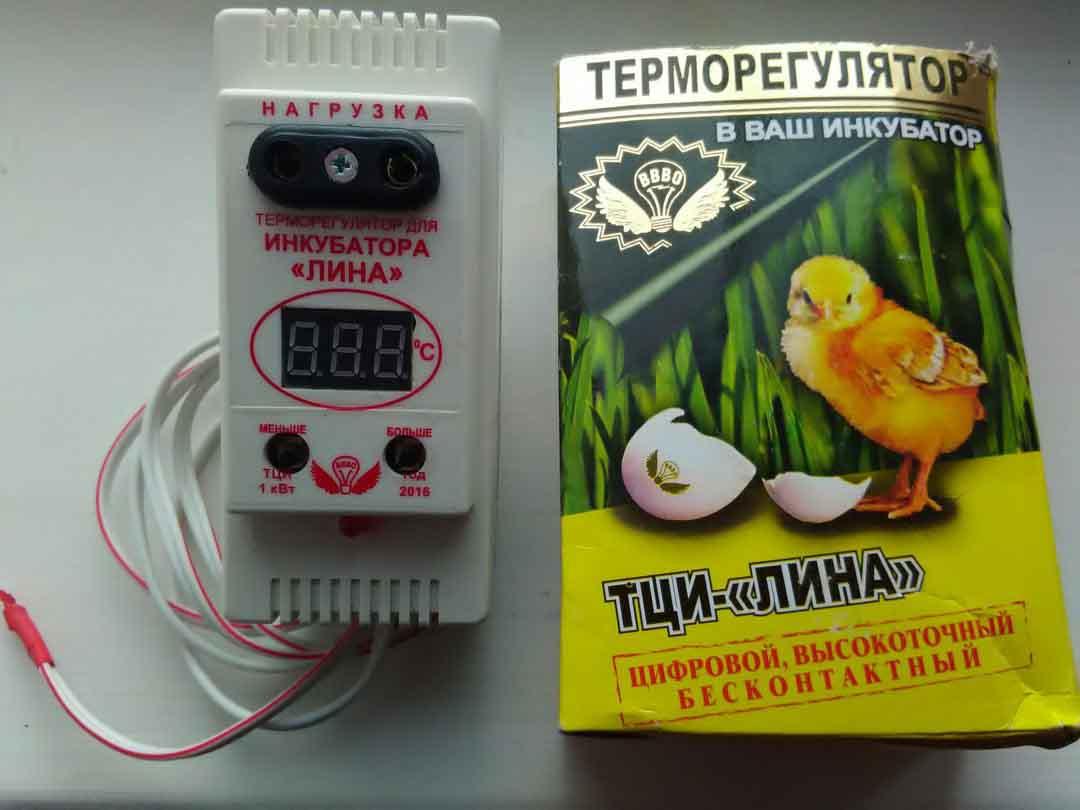 НАГРУЗКА
ТЕРМОРЕГУЛЯТОР ДЛЯ
ИНКУБАТОРА
«ЛИНА»
°C
МЕНЬШЕ
БОЛЬШЕ
ВВВО
ТЦИ
1 кВт
год
2016
ТЕРМОРЕГУЛЯТОР
В ВАШ ИНКУБАТОР
ВВВО
ТЦИ-«ЛИНА»
ЦИФРОВОЙ, ВЫСОКОТОЧНЫЙ
БЕСКОНТАКТНЫЙ